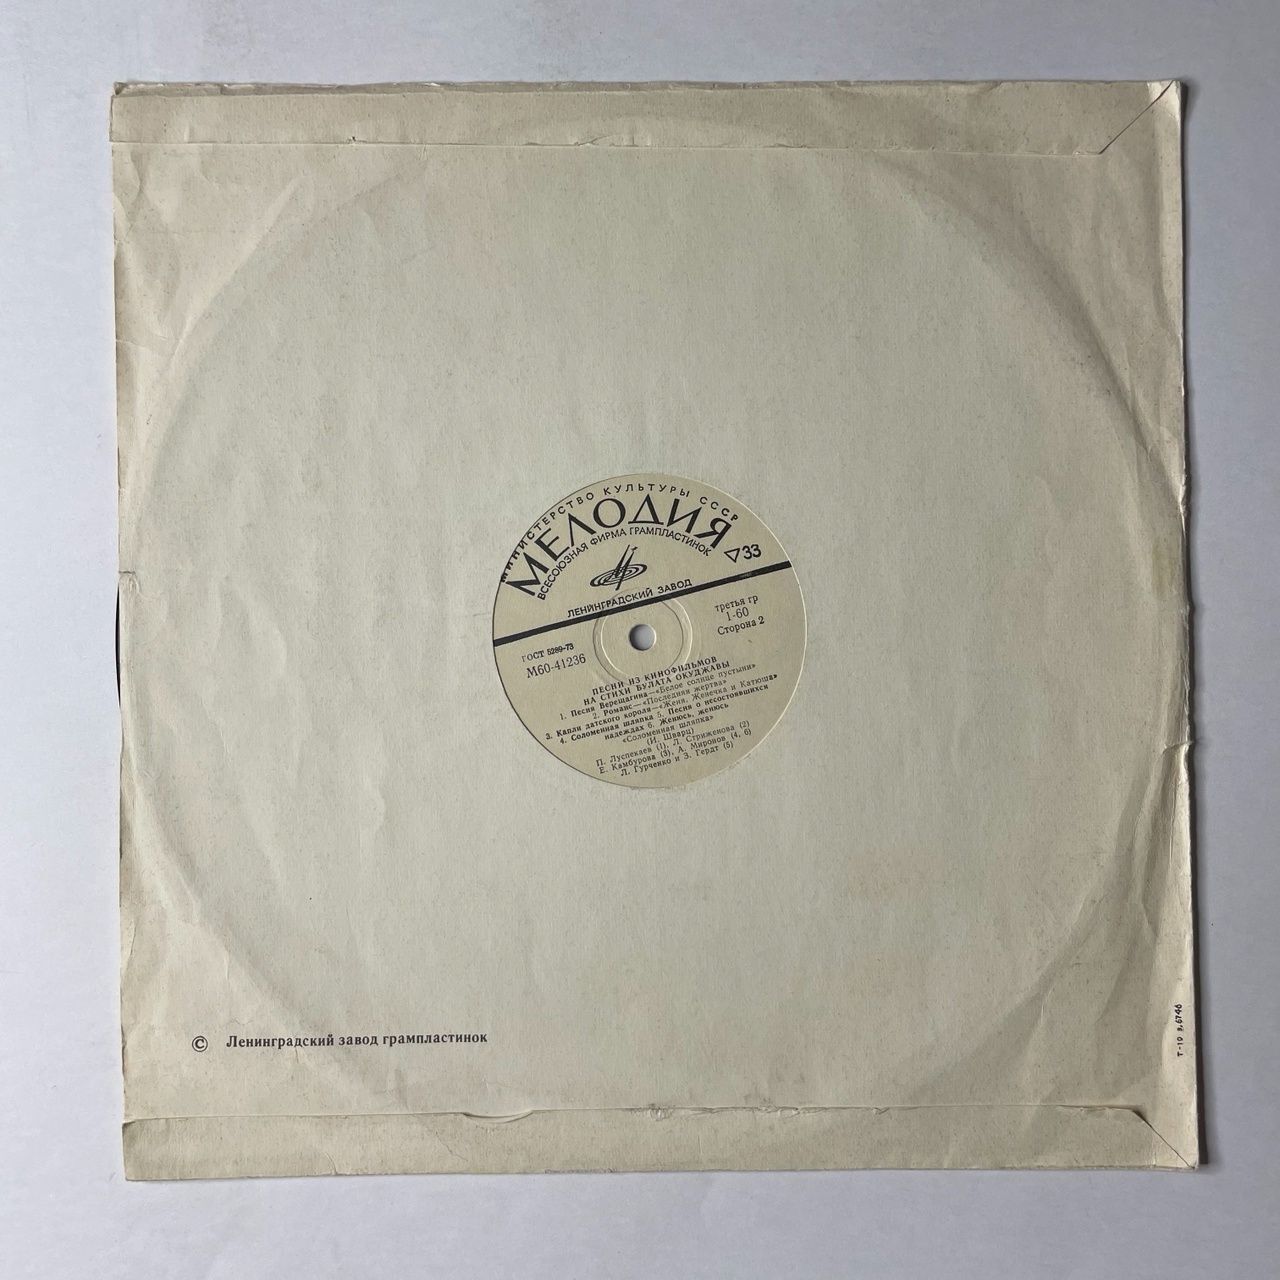 МИНИСТЕРСТВО КУЛЬТУРЫ СССР
МЕЛОДИЯ
ВСЕСОЮЗНАЯ ФИРМА ГРАМПЛАСТИНОК
33
ЛЕНИНГРАДСКИЙ ЗАВОД
третья гр
1-60
Сторона 2
ГОСТ 5289-73
М60-41236
ПЕСНИ ИЗ КИНОФИЛЬМОВ
НА СТИХИ БУЛАТА ОКУДЖАВЫ
1. Песня Верещагина—«Белое солнце пустыни»
2. Романс—«Последняя жертва»
3. Капли датского короля—«Женя, Женечка и Катюша»
4. Соломенная шляпка 5. Песня о несостоявшихся
надеждах 6. Женюсь, женюсь
«Соломенная шляпка»
(И. Шварц)
П. Луспекаев (1), Л. Стриженова (2)
Е. Камбурова (3), А. Миронов (4, 6)
Л. Гурченко и З. Гердт (5)
© Ленинградский завод грампластинок
Т-19 з. 6746